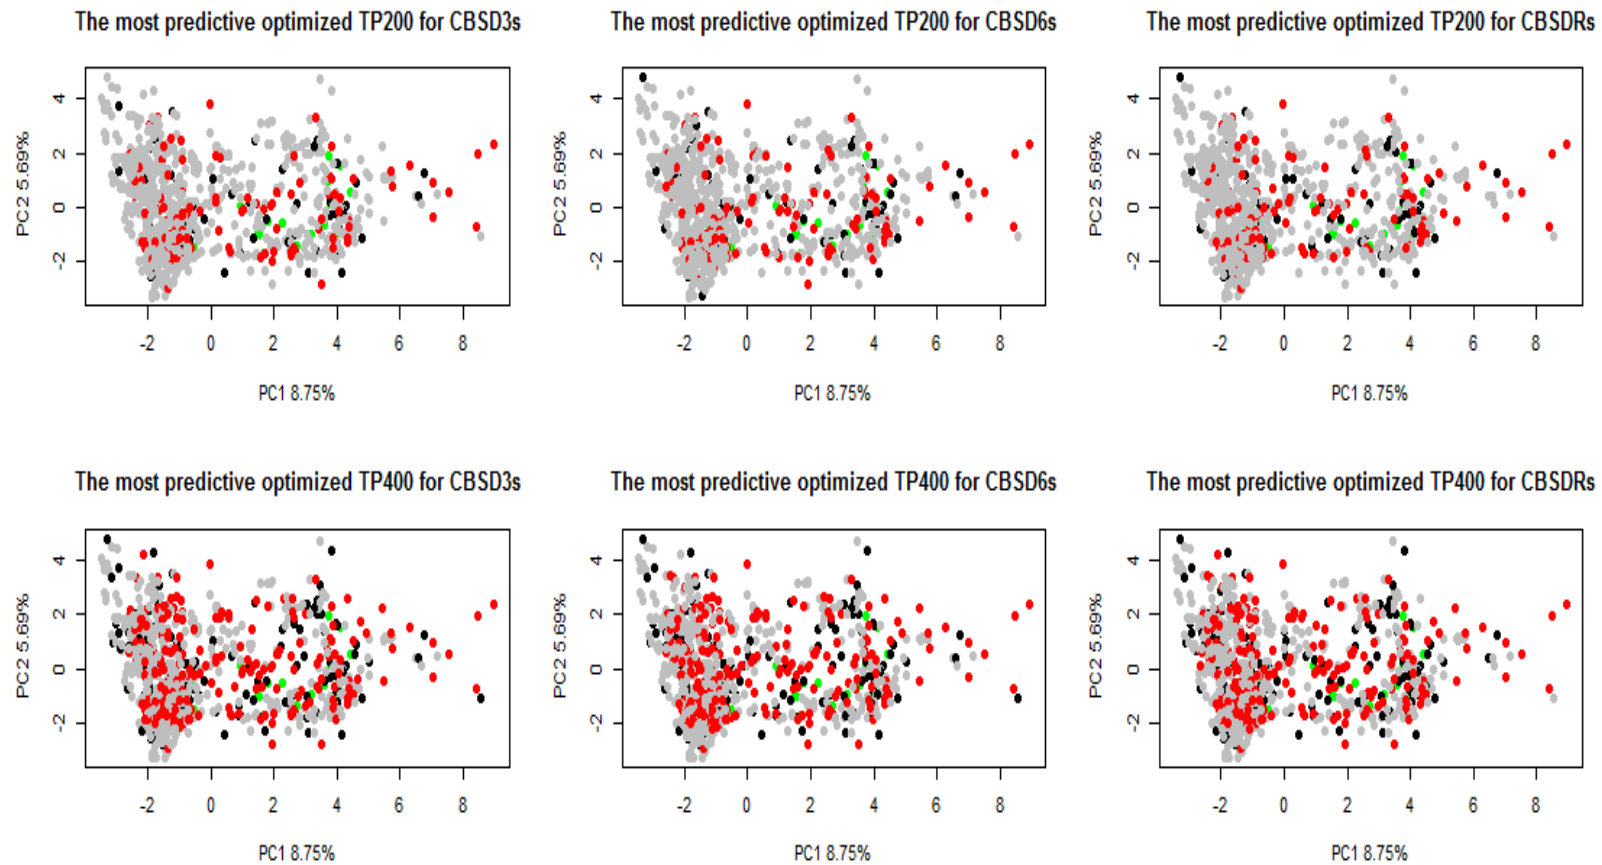 The most predictive optimized TP200 for CBSD3s
4
2
0
-2
PC2 5.69%
-2 0 2 4 6 8
PC1 8.75%
The most predictive optimized TP200 for CBSD6s
4
2
0
-2
PC2 5.69%
-2 0 2 4 6 8
PC1 8.75%
The most predictive optimized TP200 for CBSDRs
4
2
0
-2
PC2 5.69%
-2 0 2 4 6 8
PC1 8.75%
The most predictive optimized TP400 for CBSD3s
4
2
0
-2
PC2 5.69%
-2 0 2 4 6 8
PC1 8.75%
The most predictive optimized TP400 for CBSD6s
4
2
0
-2
PC2 5.69%
-2 0 2 4 6 8
PC1 8.75%
The most predictive optimized TP400 for CBSDRs
4
2
0
-2
PC2 5.69%
-2 0 2 4 6 8
PC1 8.75%